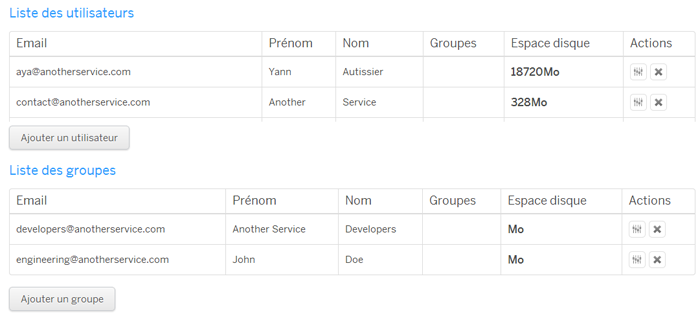 Liste des utilisateurs
Email Prénom Nom Groupes Espace disque Actions
aya@anotherservice.com Yann Autissier 18720Mo
contact@anotherservice.com Another Service 328Mo
Ajouter un utilisateur
Liste des groupes
Email Prénom Nom Groupes Espace disque Actions
developers@anotherservice.com Another Service Developers Mo
engineering@anotherservice.com John Doe Mo
Ajouter un groupe